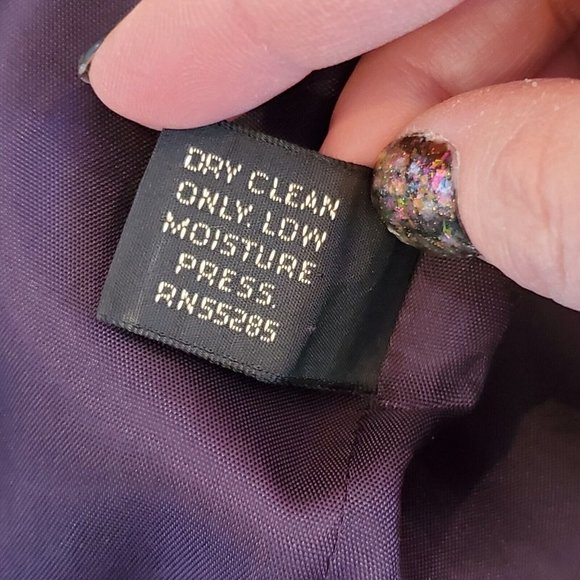 DRY CLEAN
ONLY LOW
MOISTURE
PRESS.
RN55285